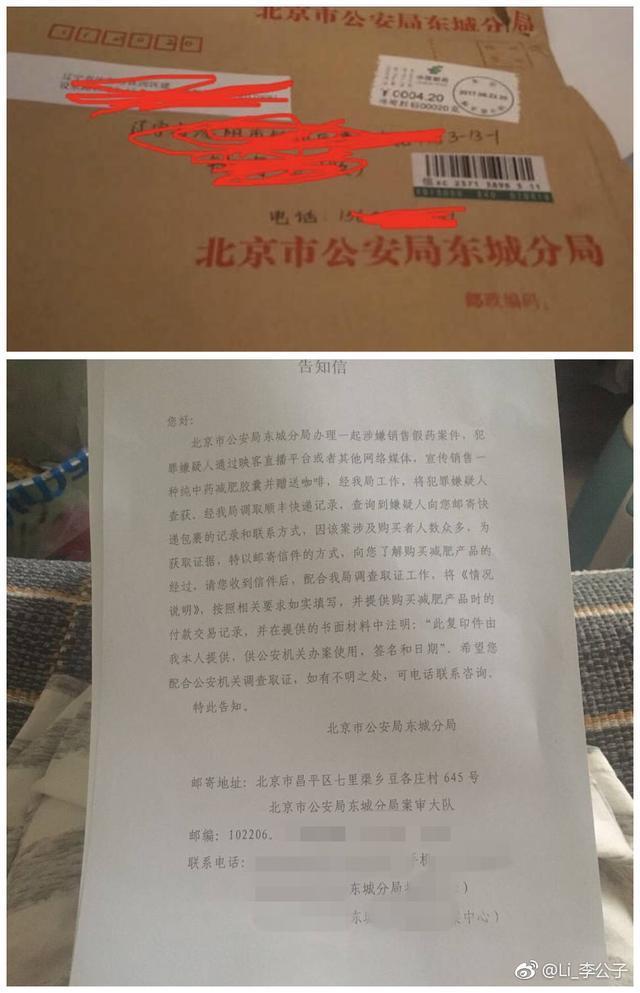 北京市公安局东城分局
辽宁
¥0004.20
3-13-1
电话:
北京市公安局东城分局
邮政编码:
告知信
您好:
北京市公安局东城分局办理一起涉嫌销售假药案件,犯
罪嫌疑人通过映客直播平台或者其他网络媒体,宣传销售一
种纯中药减肥胶囊并赠送咖啡,经我局工作,将犯罪嫌疑人
查获。经我局调取顺丰快递记录,查询到嫌疑人向您邮寄快
递包裹的记录和联系方式,因该案涉及购买者人数众多,为
获取证据,特以邮寄信件的方式,向您了解购买减肥产品的
经过,请您收到信件后,配合我局调查取证工作,将《情况
说明》,按照相关要求如实填写,并提供购买减肥产品时的
付款交易记录,并在提供的书面材料中注明:“此复印件由
我本人提供,供公安机关办案使用,签名和日期”。希望您
配合公安机关调查取证,如有不明之处,可电话联系咨询。
特此告知。
北京市公安局东城分局
邮寄地址:北京市昌平区七里渠乡豆各庄村 645 号
北京市公安局东城分局案审大队
邮编:102206.
联系电话:
东城分局
东城
中心)
@Li_李公子